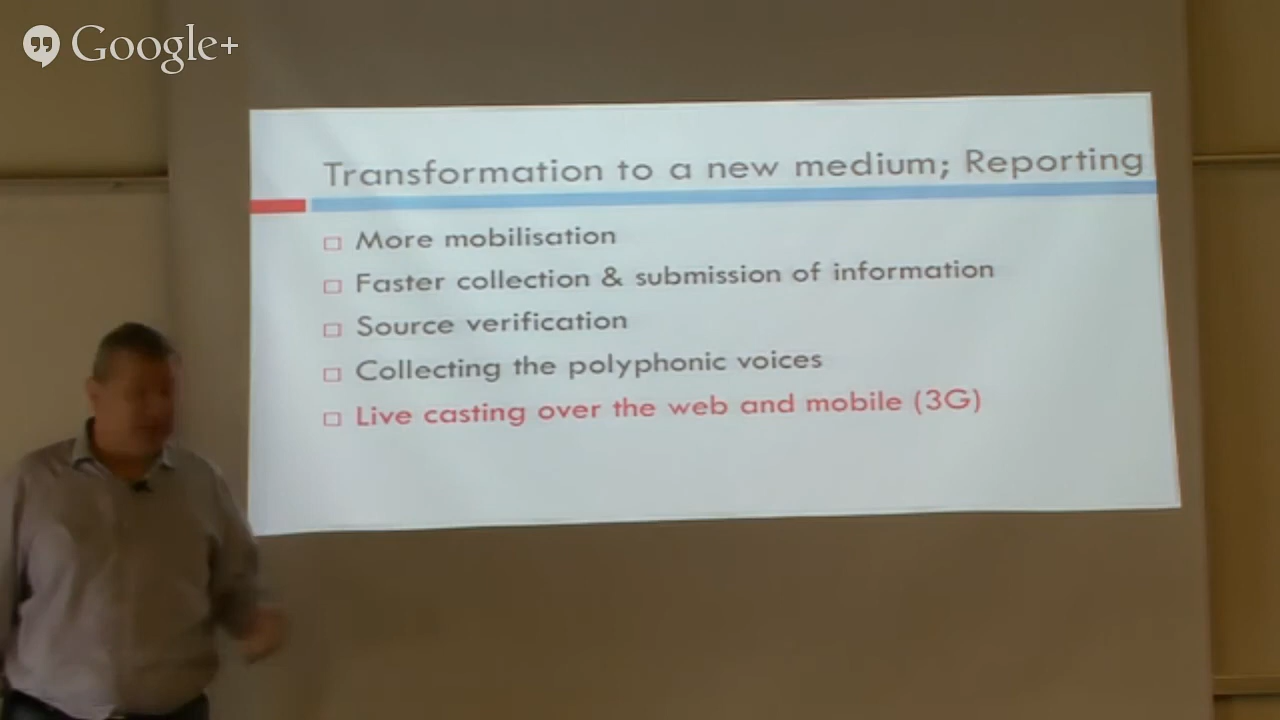 Google+
Transformation to a new medium; Reporting
More mobilisation
Faster collection & submission of information
Source verification
Collecting the polyphonic voices
Live casting over the web and mobile (3G)